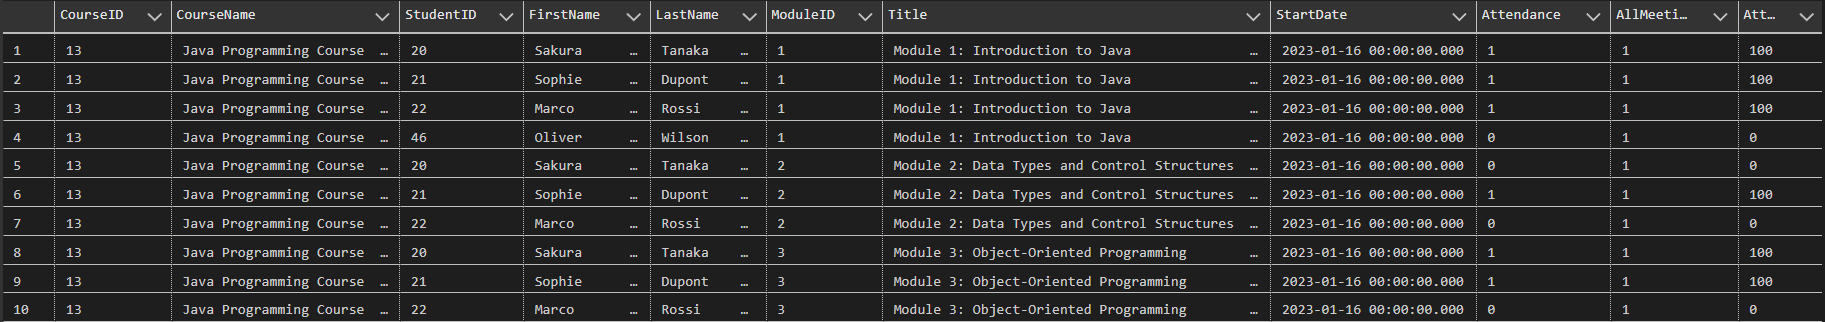 CourseID CourseName StudentID FirstName LastName ModuleID Title StartDate Attendance AllMeeti... Att...
1 13 Java Programming Course … 20 Sakura … Tanaka … 1 Module 1: Introduction to Java … 2023-01-16 00:00:00.000 1 1 100
2 13 Java Programming Course … 21 Sophie … Dupont … 1 Module 1: Introduction to Java … 2023-01-16 00:00:00.000 1 1 100
3 13 Java Programming Course … 22 Marco … Rossi … 1 Module 1: Introduction to Java … 2023-01-16 00:00:00.000 1 1 100
4 13 Java Programming Course … 46 Oliver … Wilson … 1 Module 1: Introduction to Java … 2023-01-16 00:00:00.000 0 1 0
5 13 Java Programming Course … 20 Sakura … Tanaka … 2 Module 2: Data Types and Control Structures … 2023-01-16 00:00:00.000 0 1 0
6 13 Java Programming Course … 21 Sophie … Dupont … 2 Module 2: Data Types and Control Structures … 2023-01-16 00:00:00.000 1 1 100
7 13 Java Programming Course … 22 Marco … Rossi … 2 Module 2: Data Types and Control Structures … 2023-01-16 00:00:00.000 0 1 0
8 13 Java Programming Course … 20 Sakura … Tanaka … 3 Module 3: Object-Oriented Programming … 2023-01-16 00:00:00.000 1 1 100
9 13 Java Programming Course … 21 Sophie … Dupont … 3 Module 3: Object-Oriented Programming … 2023-01-16 00:00:00.000 1 1 100
10 13 Java Programming Course … 22 Marco … Rossi … 3 Module 3: Object-Oriented Programming … 2023-01-16 00:00:00.000 0 1 0